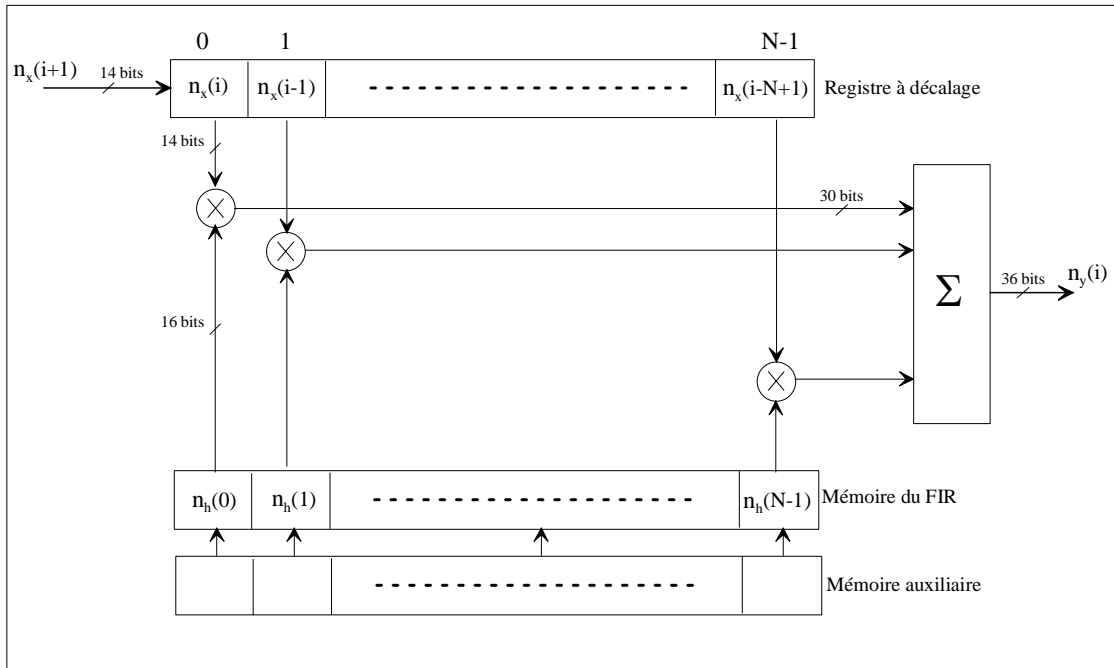 0 1 N-1
n_x(i+1) 14 bits n_x(i) n_x(i-1) n_x(i-N+1) Registre à décalage
14 bits
30 bits
Σ 36 bits n_y(i)
16 bits
n_h(0) n_h(1) n_h(N-1) Mémoire du FIR
Mémoire auxiliaire